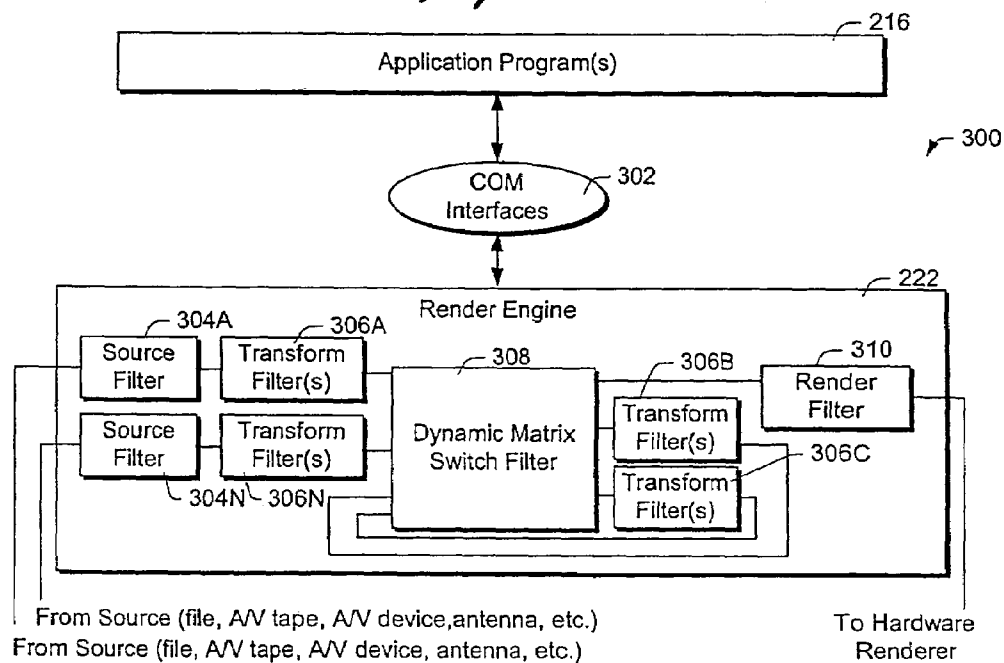 216
Application Program(s)
300
COM
Interfaces
302
222
Render Engine
304A
306A
308
306B
310
Source
Filter
Transform
Filter(s)
Dynamic Matrix
Switch Filter
Transform
Filter(s)
Render
Filter
306C
Source
Filter
Transform
Filter(s)
Transform
Filter(s)
304N
306N
From Source (file, A/V tape, A/V device,antenna, etc.)
From Source (file, A/V tape, A/V device, antenna, etc.)
To Hardware
Renderer